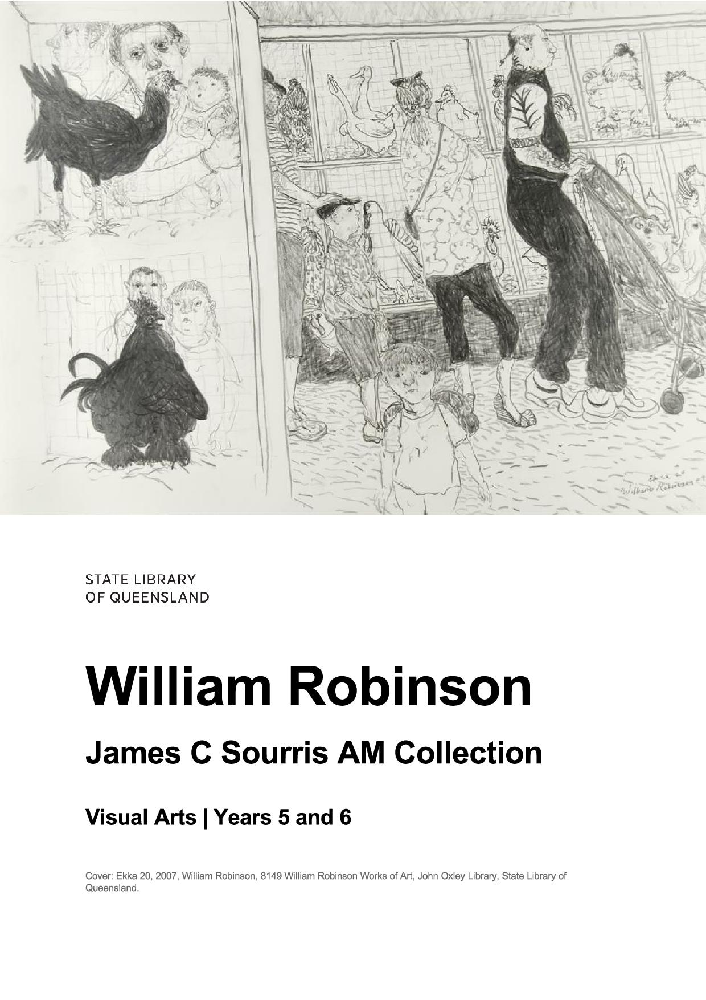 Ekka 20
William Robinson 07
STATE LIBRARY
OF QUEENSLAND
William Robinson
James C Sourris AM Collection
Visual Arts | Years 5 and 6
Cover: Ekka 20, 2007, William Robinson, 8149 William Robinson Works of Art, John Oxley Library, State Library of
Queensland.